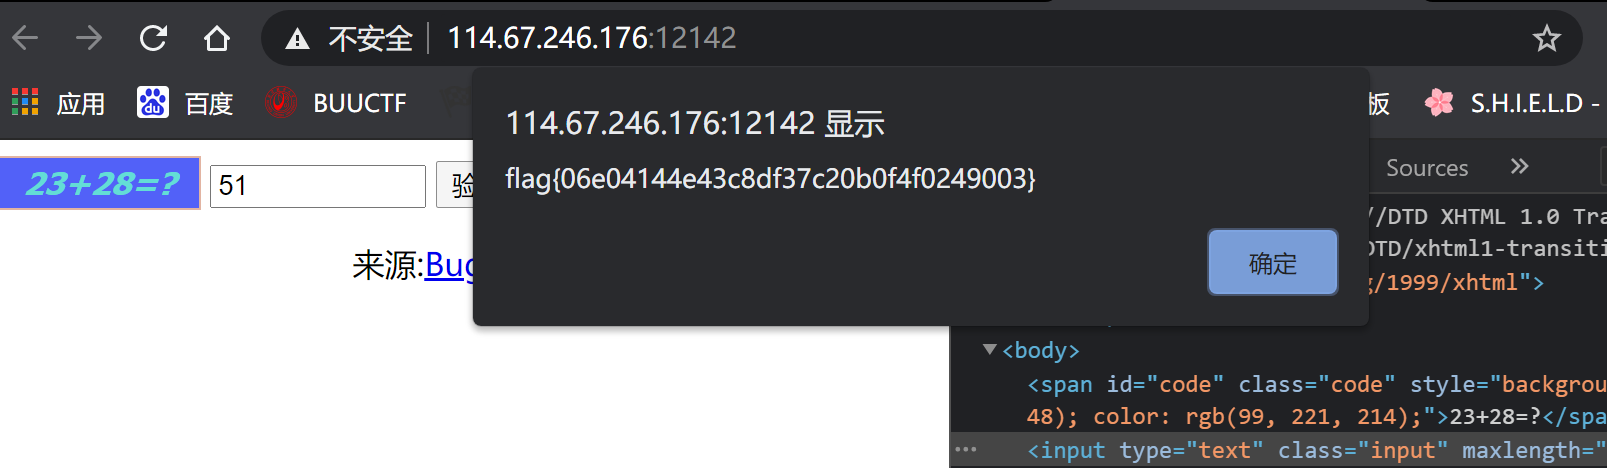 不安全 114.67.246.176:12142
应用 百度 BUUCTF 板 S.H.I.E.L.D -
114.67.246.176:12142 显示
flag{06e04144e43c8df37c20b0f4f0249003}
确定
23+28=? 51 验
来源:Bug
Sources
//DTD XHTML 1.0 Tra
DTD/xhtml1-transiti
g/1999/xhtml">
<body>
<span id="code" class="code" style="backgrou
48); color: rgb(99, 221, 214);">23+28=?</spa
<input type="text" class="input" maxlength="